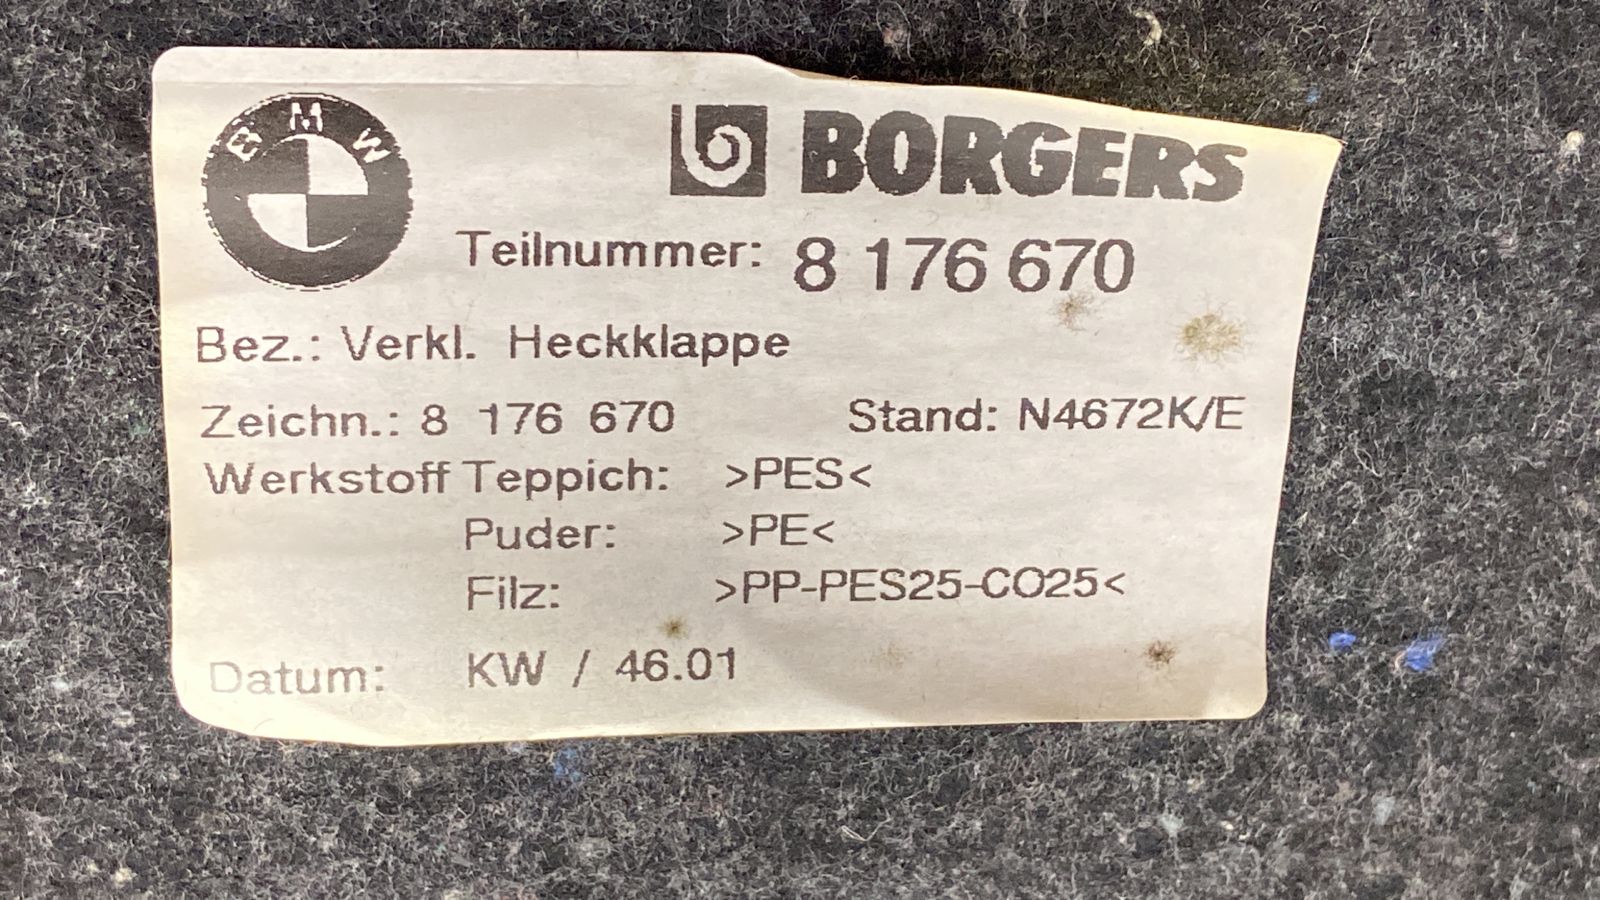 BMW
BORGERS
Teilnummer: 8 176 670
Bez.: Verkl. Heckklappe
Zeichn.: 8 176 670 Stand: N4672K/E
Werkstoff Teppich: >PES<
Puder: >PE<
Filz: >PP-PES25-CO25<
Datum: KW / 46.01